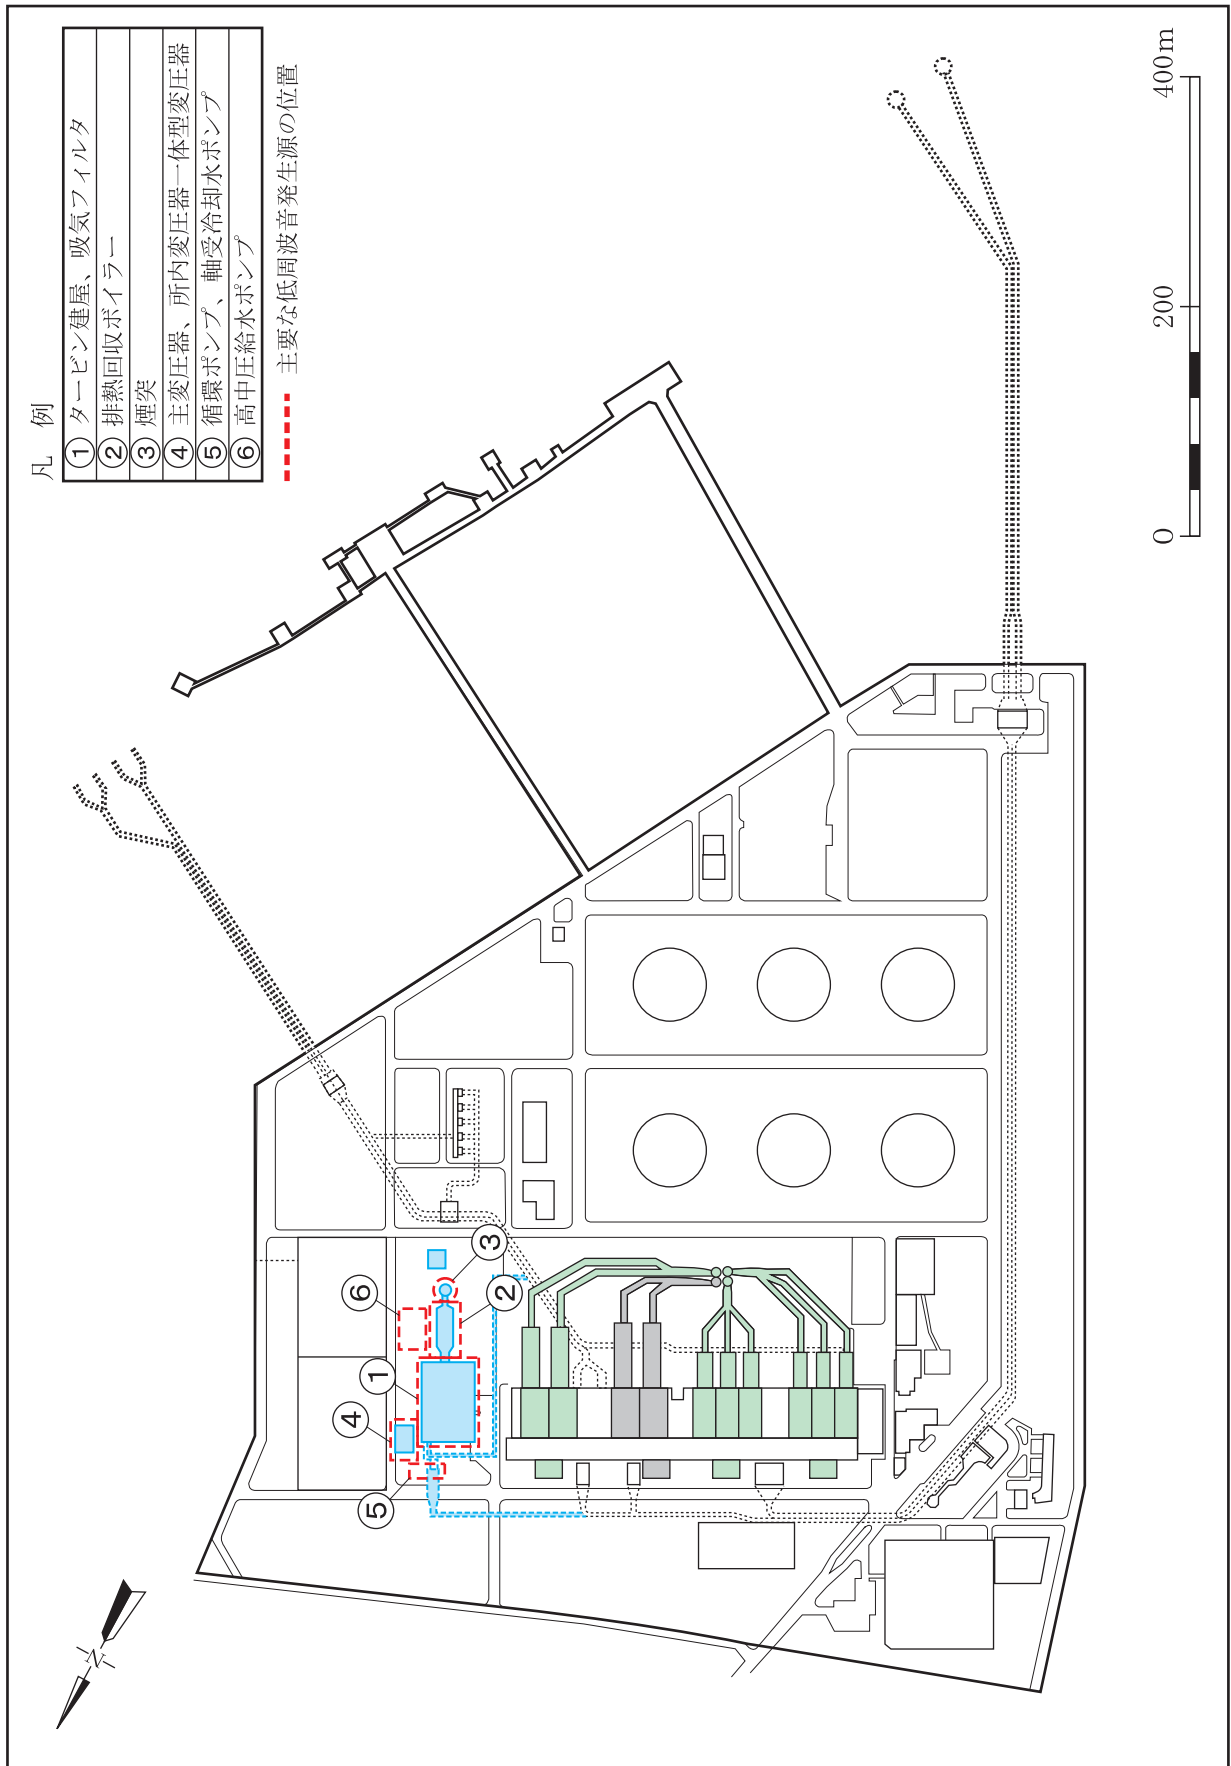 凡 例
① タービン建屋、吸気フィルタ
② 排熱回収ボイラー
③ 煙突
④ 主変圧器、所内変圧器一体型変圧器
⑤ 循環ポンプ、軸受冷却水ポンプ
⑥ 高中圧給水ポンプ
主要な低周波音発生源の位置
0 200 400m
③
②
⑥
①
④
⑤
N